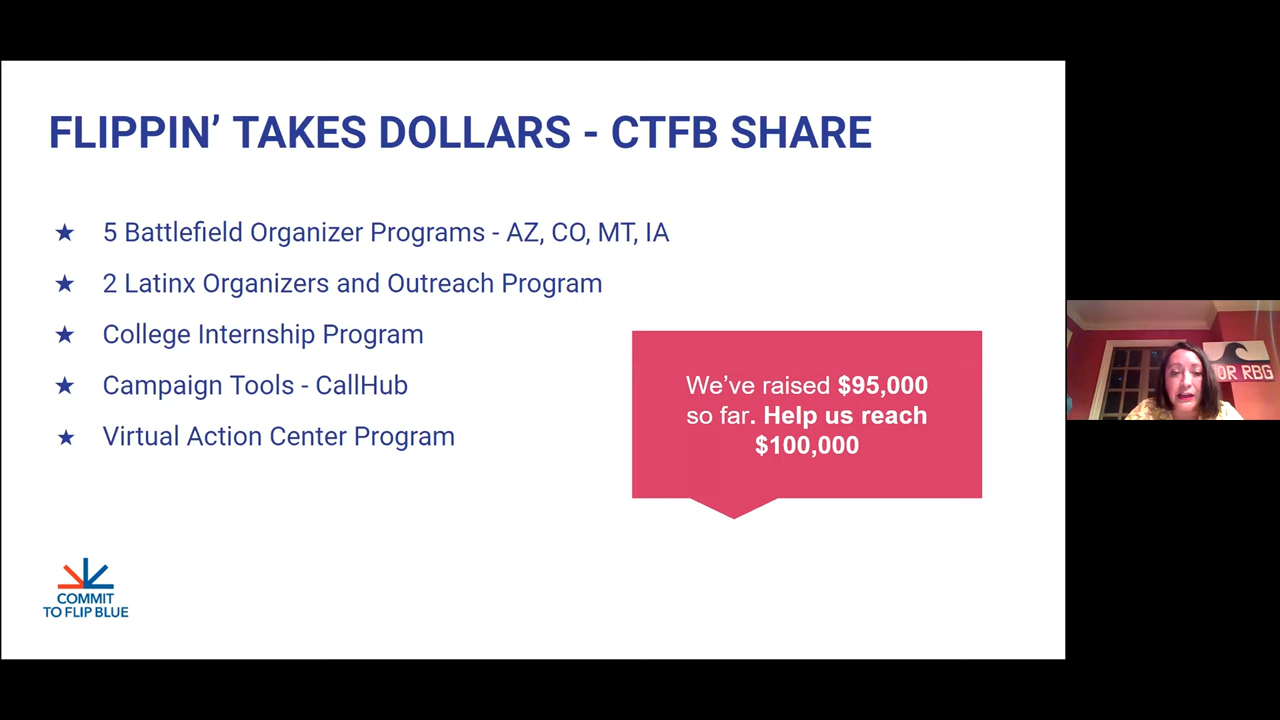 FLIPPIN’ TAKES DOLLARS - CTFB SHARE
★ 5 Battlefield Organizer Programs - AZ, CO, MT, IA
★ 2 Latinx Organizers and Outreach Program
★ College Internship Program
★ Campaign Tools - CallHub
★ Virtual Action Center Program
We’ve raised $95,000
so far. Help us reach
$100,000
COMMIT
TO FLIP BLUE
OR RBG